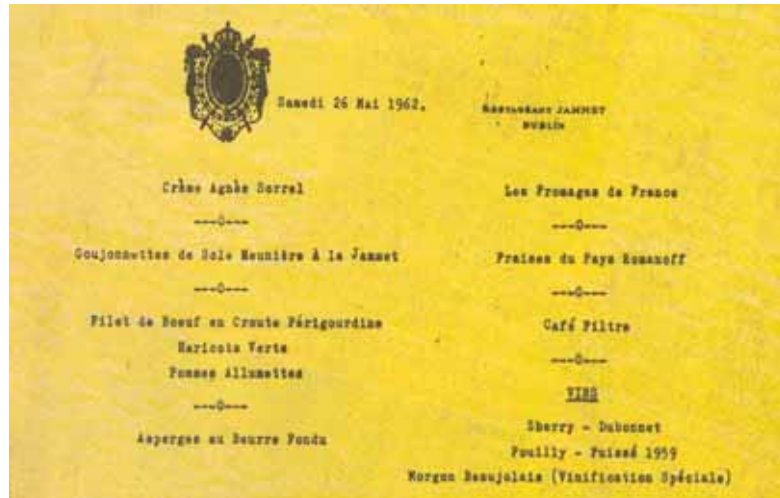 Samedi 26 Mai 1962.
RESTAURANT JAMMET
DUBLIN
Crème Agnès Sorrel
---0---
Goujonnettes de Sole Meunière À la Jammet
---0---
Filet de Boeuf en Croute Périgourdine
Haricots Verts
Pommes Allumettes
---0---
Asperges au Beurre Fondu
Les Fromages de France
---0---
Fraises du Pays Romanoff
---0---
Café Filtre
---0---
VINS
Sherry - Dubonnet
Pouilly - Fuissé 1959
Morgon Beaujolais (Vinification Spéciale)